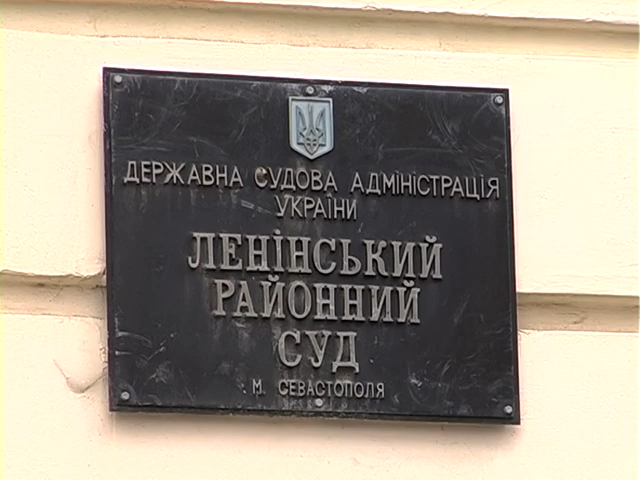 ДЕРЖАВНА СУДОВА АДМІНІСТРАЦІЯ
УКРАЇНИ
ЛЕНІНСЬКИЙ
РАЙОННИЙ
СУД
М. СЕВАСТОПОЛЯ